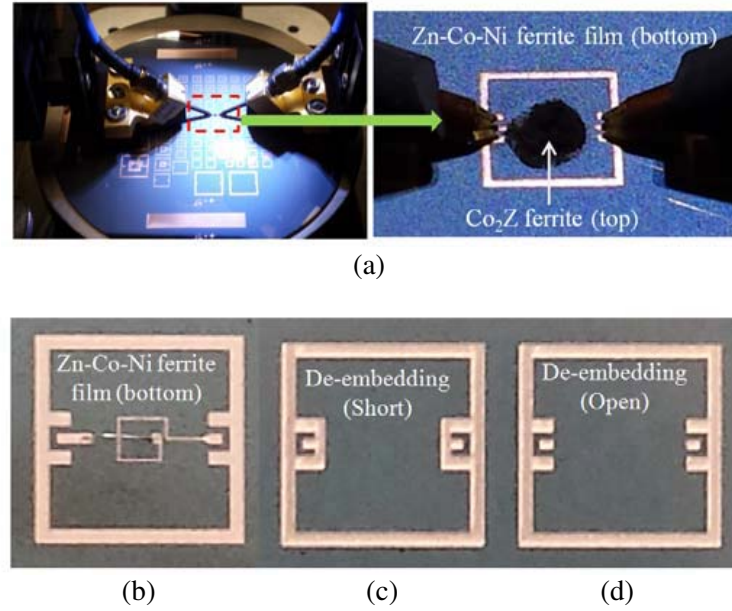 Zn-Co-Ni ferrite film (bottom)
Co₂Z ferrite (top)
(a)
Zn-Co-Ni ferrite
film (bottom)
De-embedding
(Short)
De-embedding
(Open)
(b)
(c)
(d)